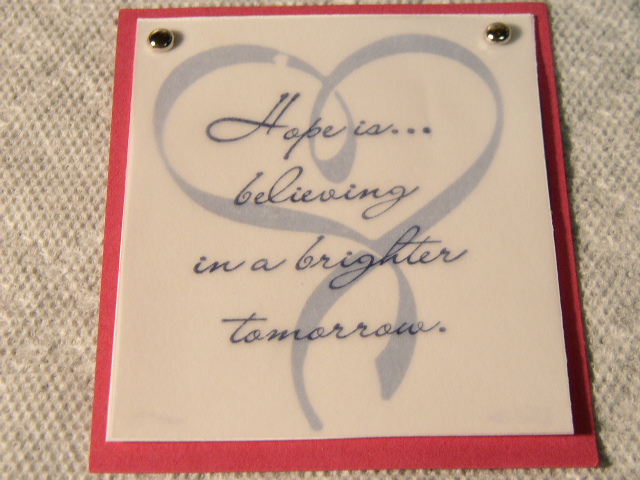 Hope is...
believing
in a brighter
tomorrow.